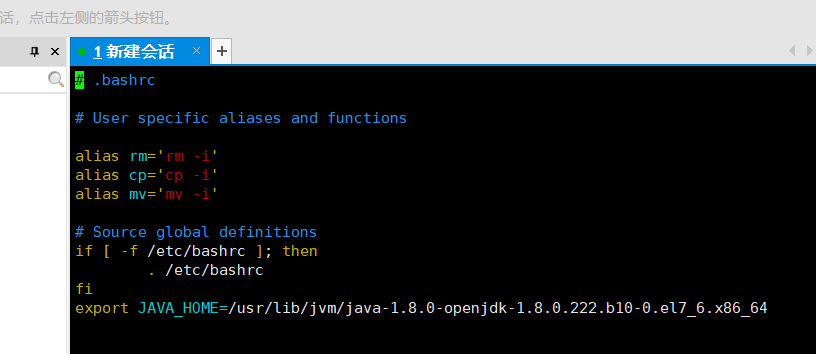 话，点击左侧的箭头按钮。
1 新建会话 × +
# .bashrc
# User specific aliases and functions
alias rm='rm -i'
alias cp='cp -i'
alias mv='mv -i'
# Source global definitions
if [ -f /etc/bashrc ]; then
        . /etc/bashrc
fi
export JAVA_HOME=/usr/lib/jvm/java-1.8.0-openjdk-1.8.0.222.b10-0.el7_6.x86_64